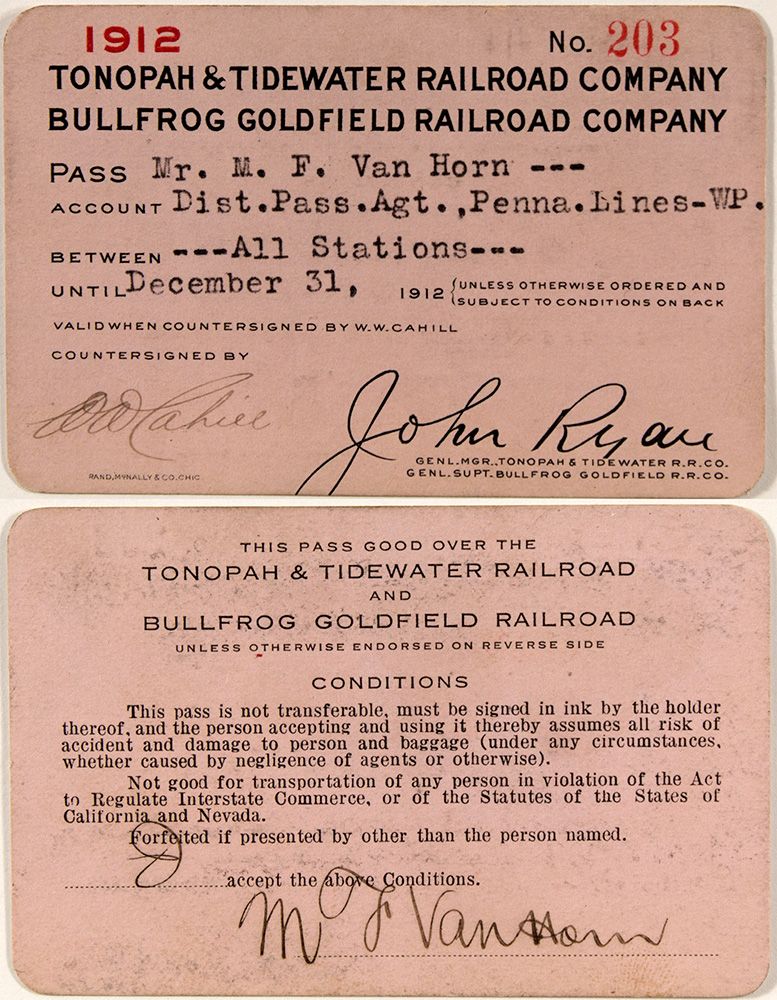 1912 No. 203
TONOPAH & TIDEWATER RAILROAD COMPANY
BULLFROG GOLDFIELD RAILROAD COMPANY
PASS Mr. M. F. Van Horn ---
ACCOUNT Dist.Pass.Agt.,Penna.Lines-WP.
BETWEEN ---All Stations---
UNTIL December 31, 1912 { UNLESS OTHERWISE ORDERED AND
SUBJECT TO CONDITIONS ON BACK
VALID WHEN COUNTERSIGNED BY W.W.CAHILL
COUNTERSIGNED BY
WW Cahill
John Ryan
GENL.MGR.,TONOPAH & TIDEWATER R.R.CO.
GENL.SUPT.BULLFROG GOLDFIELD R.R.CO.
RAND, McNALLY & CO. CHIC
THIS PASS GOOD OVER THE
TONOPAH & TIDEWATER RAILROAD
AND
BULLFROG GOLDFIELD RAILROAD
UNLESS OTHERWISE ENDORSED ON REVERSE SIDE
CONDITIONS
This pass is not transferable, must be signed in ink by the holder
thereof, and the person accepting and using it thereby assumes all risk of
accident and damage to person and baggage (under any circumstances,
whether caused by negligence of agents or otherwise).
Not good for transportation of any person in violation of the Act
to Regulate Interstate Commerce, or of the Statutes of the States of
California and Nevada.
Forfeited if presented by other than the person named.
I accept the above Conditions.
M F Van Horn